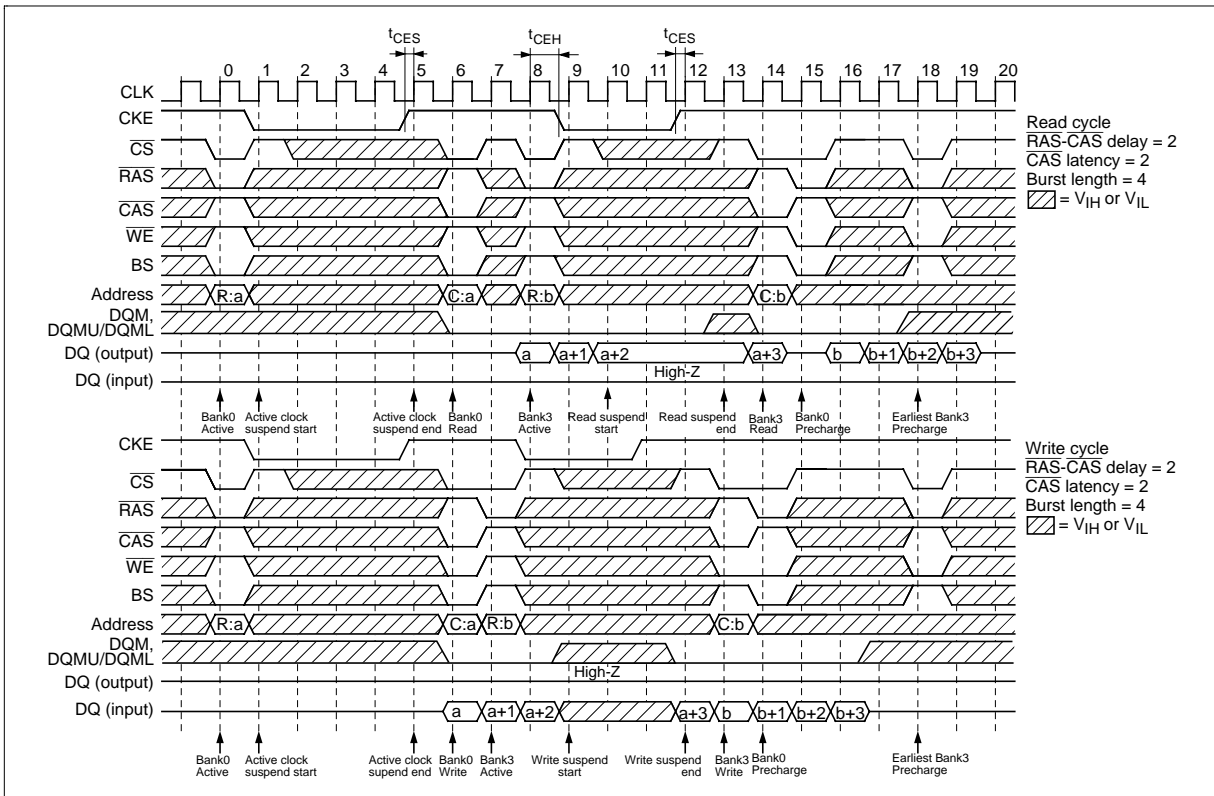 tCES tCEH tCES
0 1 2 3 4 5 6 7 8 9 10 11 12 13 14 15 16 17 18 19 20
CLK
CKE
CS
RAS
CAS
WE
BS
Address R:a C:a R:b C:b
DQM,
DQMU/DQML
DQ (output) a a+1 a+2 a+3 b b+1 b+2 b+3
High-Z
DQ (input)
Bank0 Active
Active clock suspend start
Active clock suspend end
Bank0 Read
Bank3 Active
Read suspend start
Read suspend end
Bank3 Read
Bank0 Precharge
Earliest Bank3 Precharge
Read cycle
RAS-CAS delay = 2
CAS latency = 2
Burst length = 4
= VIH or VIL
CKE
CS
RAS
CAS
WE
BS
Address R:a C:a R:b C:b
DQM,
DQMU/DQML
High-Z
DQ (output)
DQ (input) a a+1 a+2 a+3 b b+1 b+2 b+3
Bank0 Active
Active clock suspend start
Active clock supend end
Bank0 Write
Bank3 Active
Write suspend start
Write suspend end
Bank3 Write
Bank0 Precharge
Earliest Bank3 Precharge
Write cycle
RAS-CAS delay = 2
CAS latency = 2
Burst length = 4
= VIH or VIL